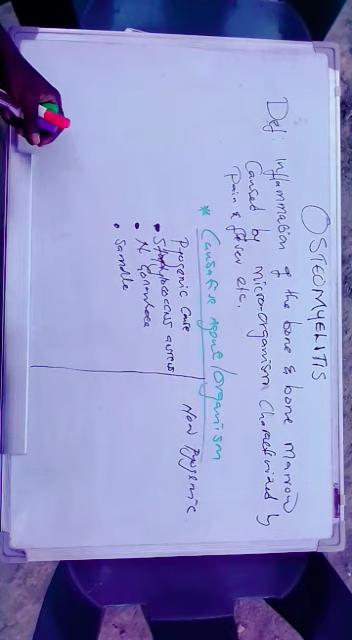 OSTEOMYELITIS
Def: Inflammation of the bone & bone marrow
Caused by micro-organism Characterized by
pain & fever etc.
* Causative agent/organism
Pyogenic Cause
Non Pyogenic
• Staphylococcus aureus
• N. Gonorrhoea